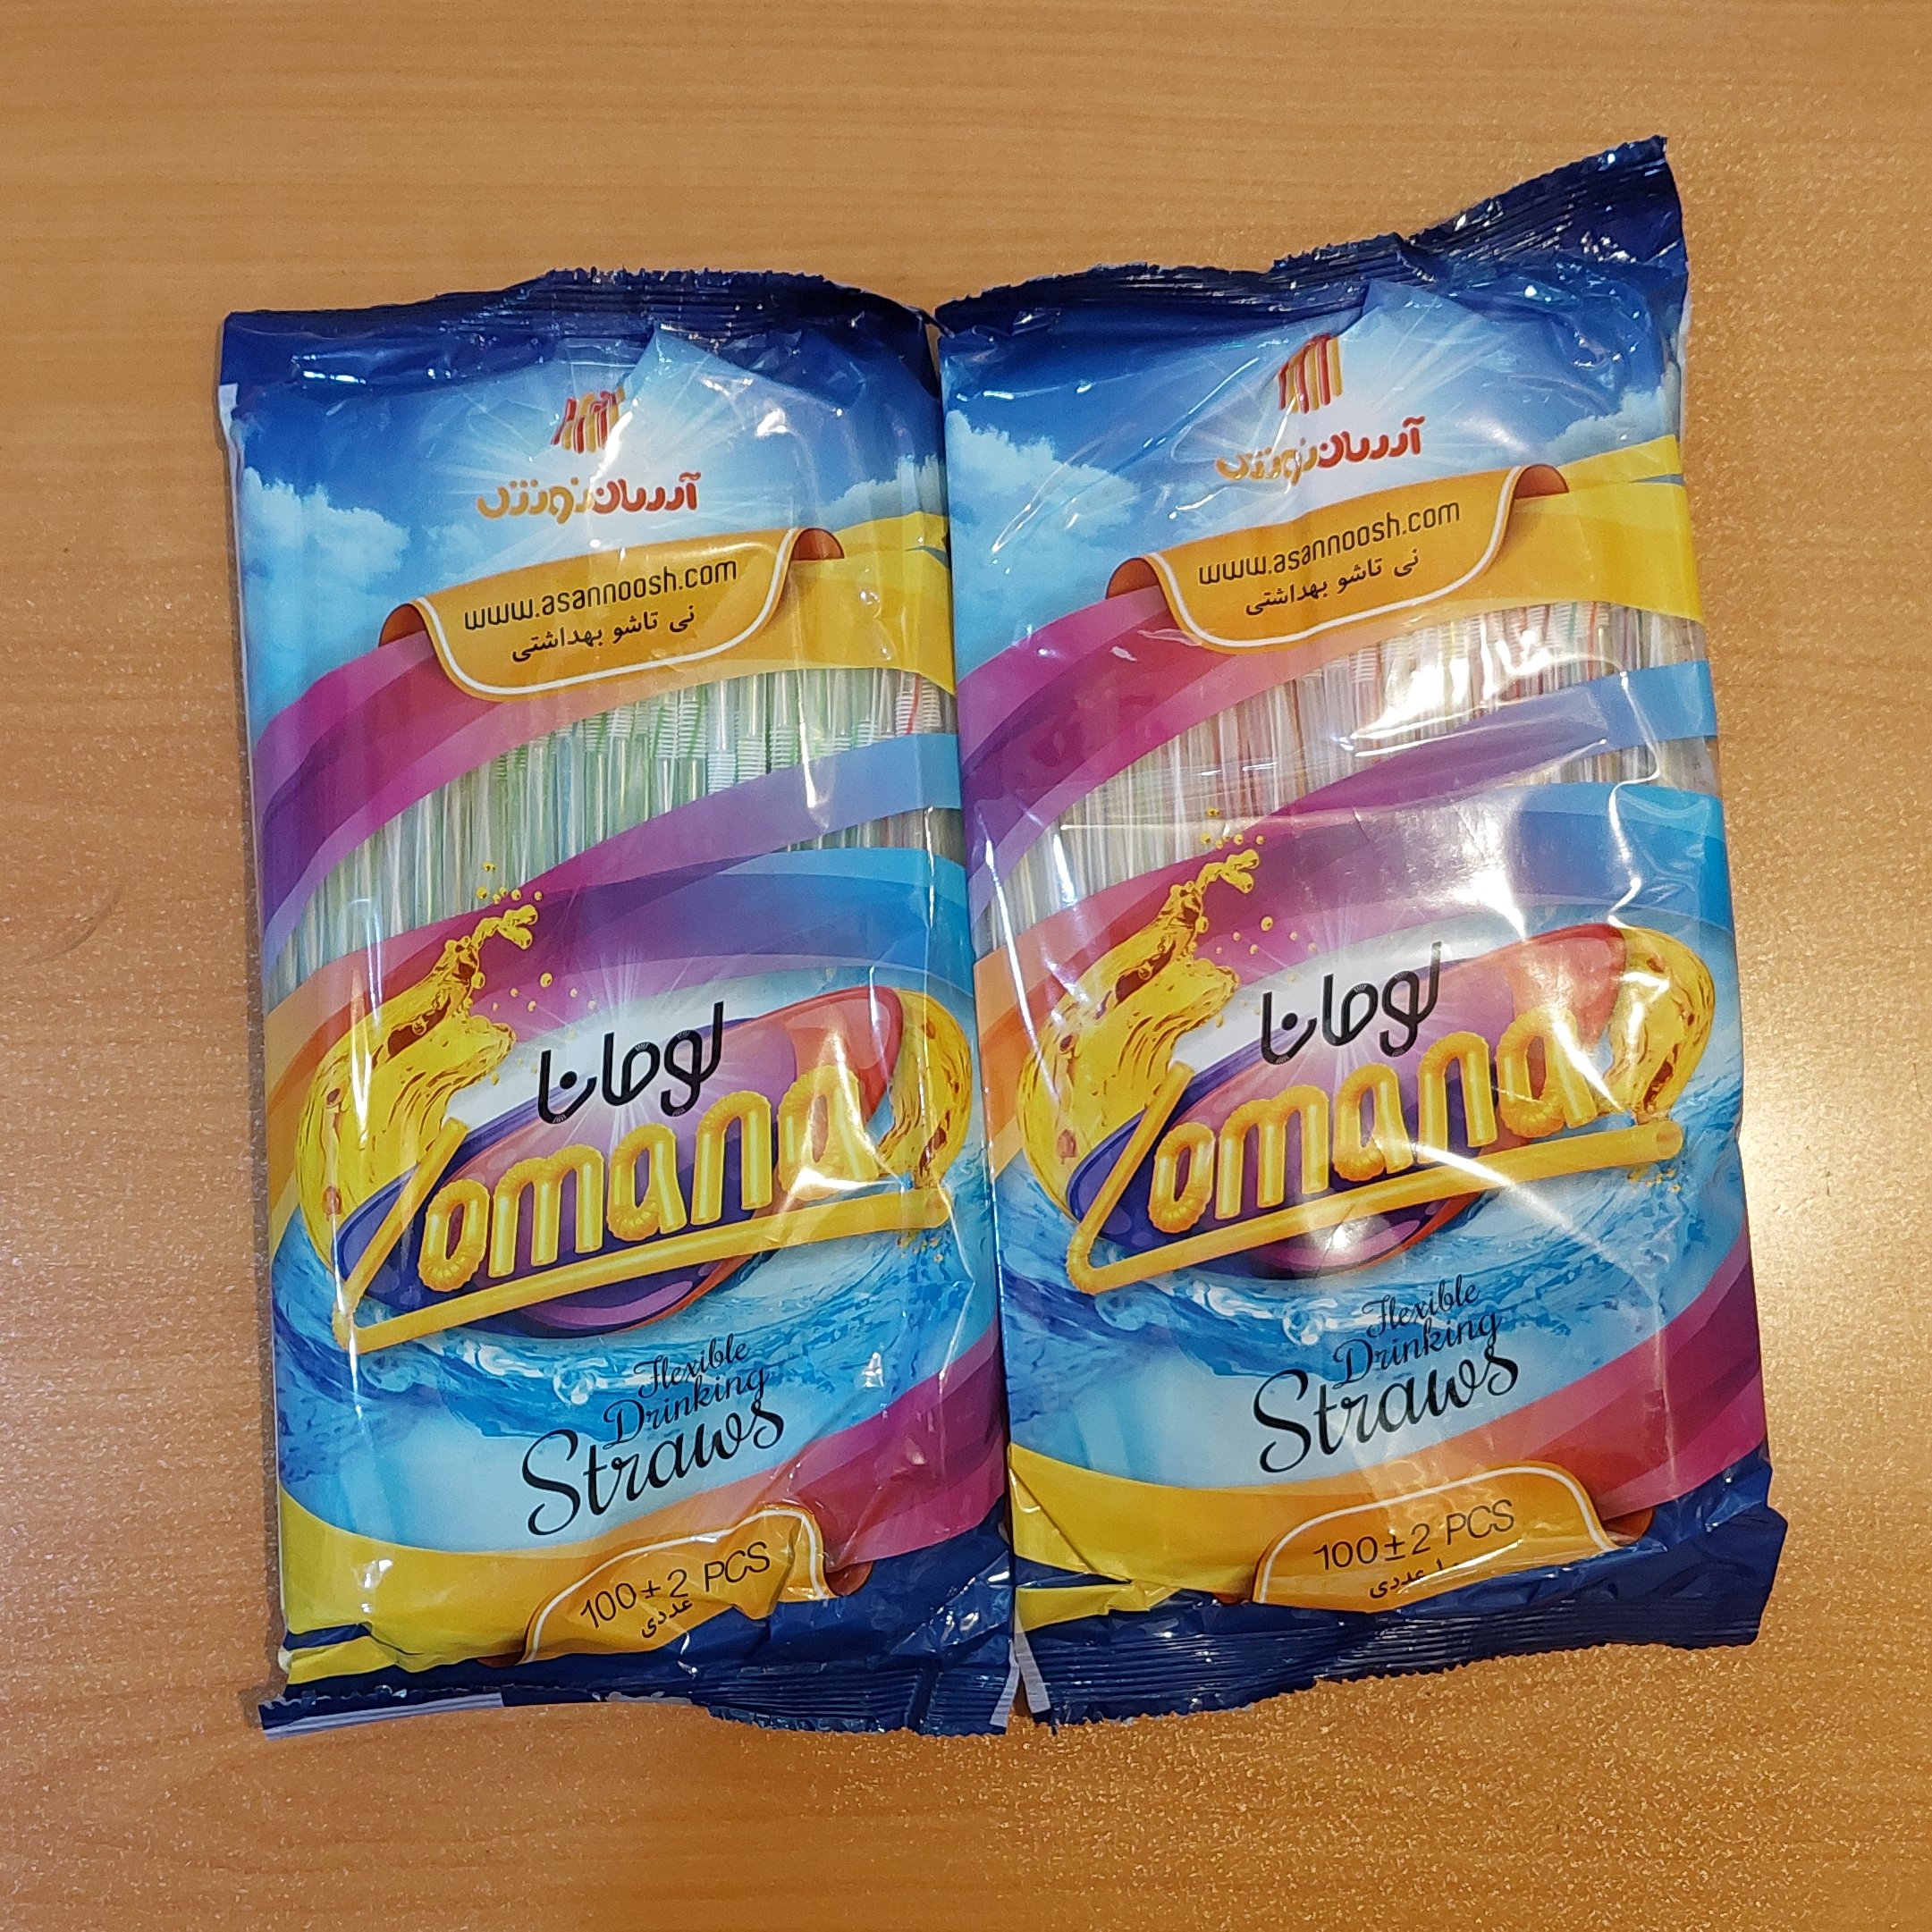 آسان‌نوش
www.asannoosh.com
نی تاشو بهداشتی
لومانا
Lomana
Flexible
Drinking
Straws
100±2 PCS
عددی
آسان‌نوش
www.asannoosh.com
نی تاشو بهداشتی
لومانا
Lomana
Flexible
Drinking
Straws
100±2 PCS
عددی